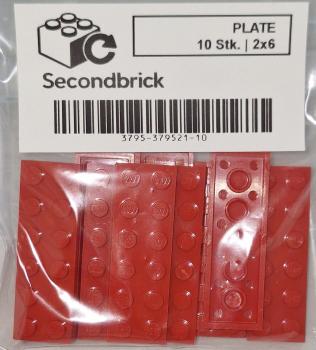 PLATE
10 Stk. | 2x6
Secondbrick
3795-379521-10